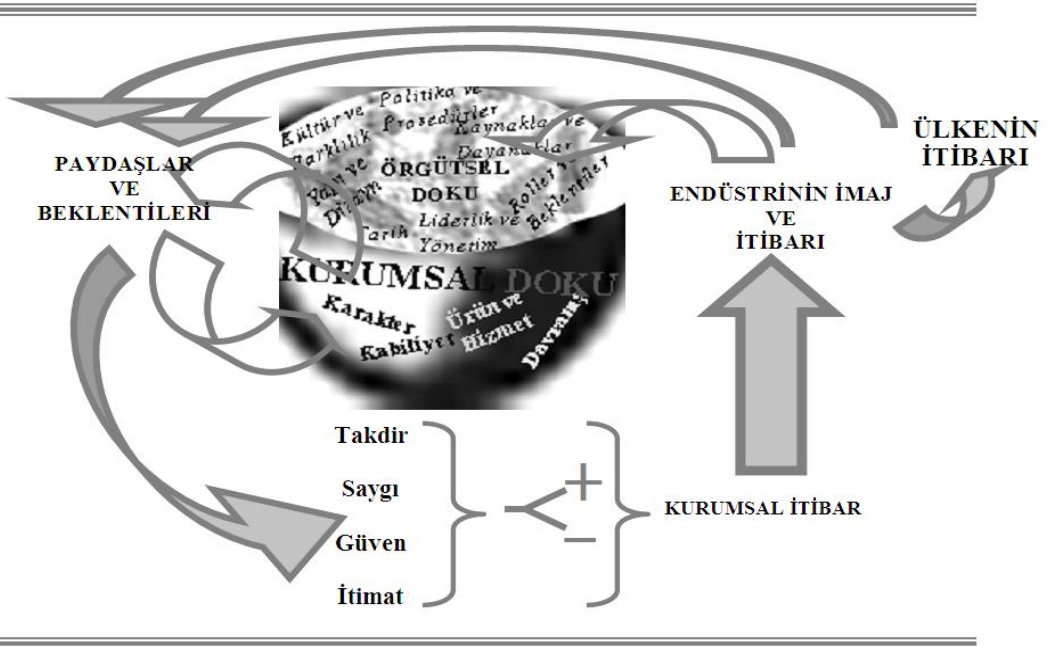 Kültür ve
Farklılık
Politika ve
Prosedürler
Kaynaklar ve
Dayanaklar
Yapı ve
Dizayn
ÖRGÜTSEL
DOKU
Roller ve
Beklentiler
Tarih
Liderlik ve
Yönetim
KURUMSAL DOKU
Karakter
Kabiliyet
Ürün ve
Hizmet
Davranış
PAYDAŞLAR
VE
BEKLENTİLERİ
ÜLKENİN
İTİBARI
ENDÜSTRİNİN İMAJ
VE
İTİBARI
Takdir
Saygı
Güven
İtimat
+
−
KURUMSAL İTİBAR